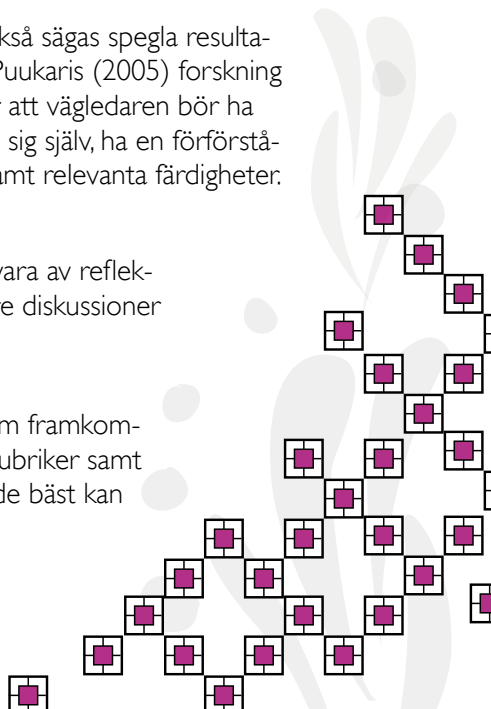 kså sägas spegla resulta-
Puukaris (2005) forskning
r att vägledaren bör ha
sig själv, ha en förförstå-
amt relevanta färdigheter.
vara av reflek-
re diskussioner
m framkom-
ubriker samt
de bäst kan